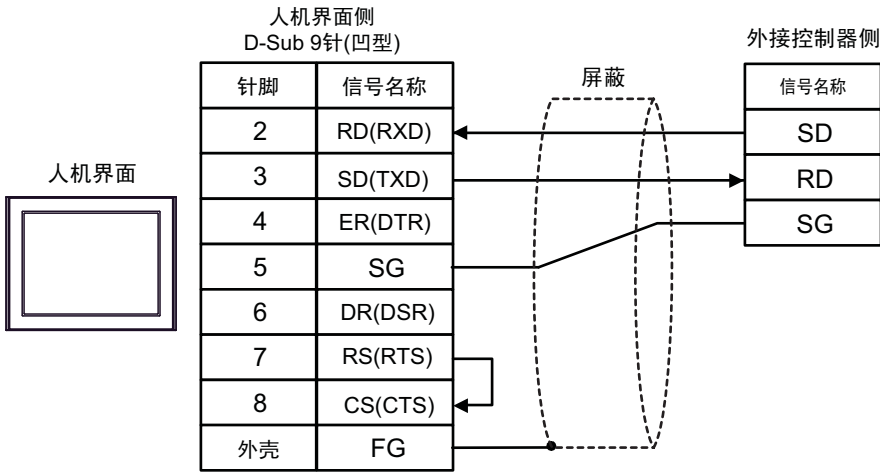 人机界面侧
D-Sub 9针(凹型)
外接控制器侧
屏蔽
人机界面
针脚 信号名称
2 RD(RXD)
3 SD(TXD)
4 ER(DTR)
5 SG
6 DR(DSR)
7 RS(RTS)
8 CS(CTS)
外壳 FG
信号名称
SD
RD
SG